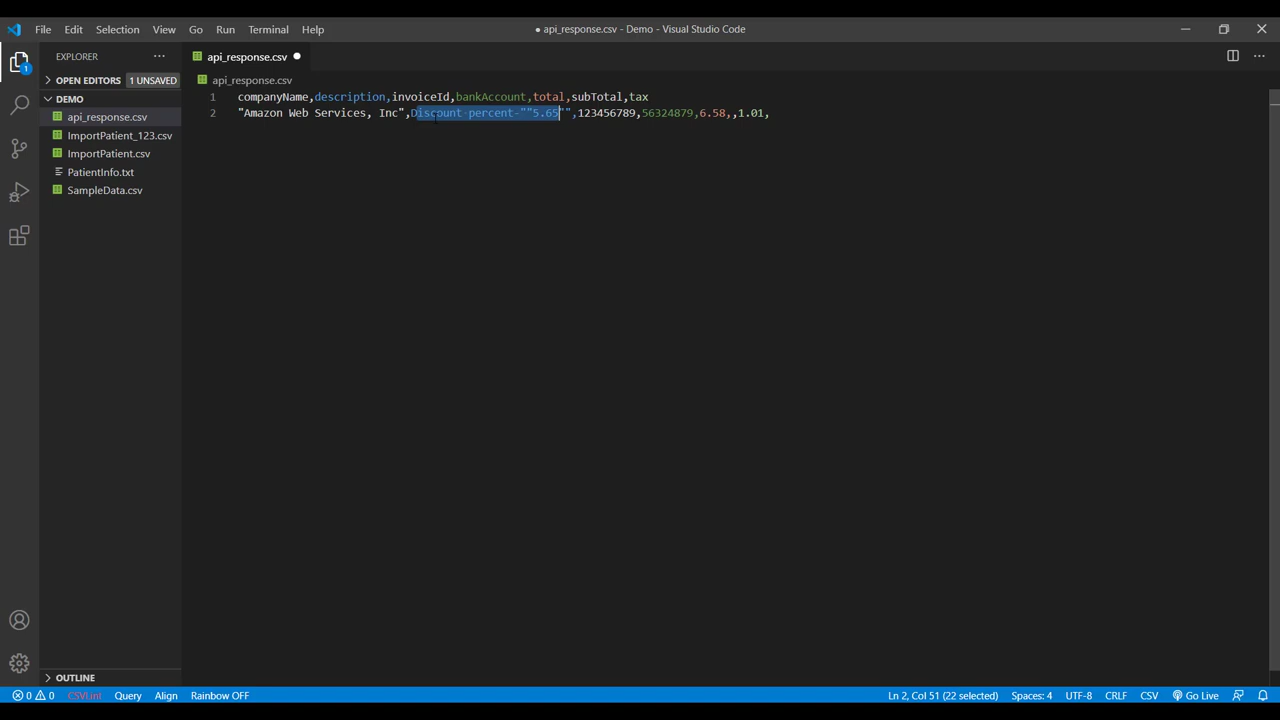 File Edit Selection View Go Run Terminal Help
● api_response.csv - Demo - Visual Studio Code
EXPLORER ···
api_response.csv ●
OPEN EDITORS 1 UNSAVED
api_response.csv
DEMO
api_response.csv
ImportPatient_123.csv
ImportPatient.csv
PatientInfo.txt
SampleData.csv
1 companyName,description,invoiceId,bankAccount,total,subTotal,tax
2 "Amazon Web Services, Inc",Discount·percent·""5.65"",123456789,56324879,6.58,,1.01,
1
OUTLINE
0 0 CSVLint Query Align Rainbow OFF
Ln 2, Col 51 (22 selected) Spaces: 4 UTF-8 CRLF CSV Go Live